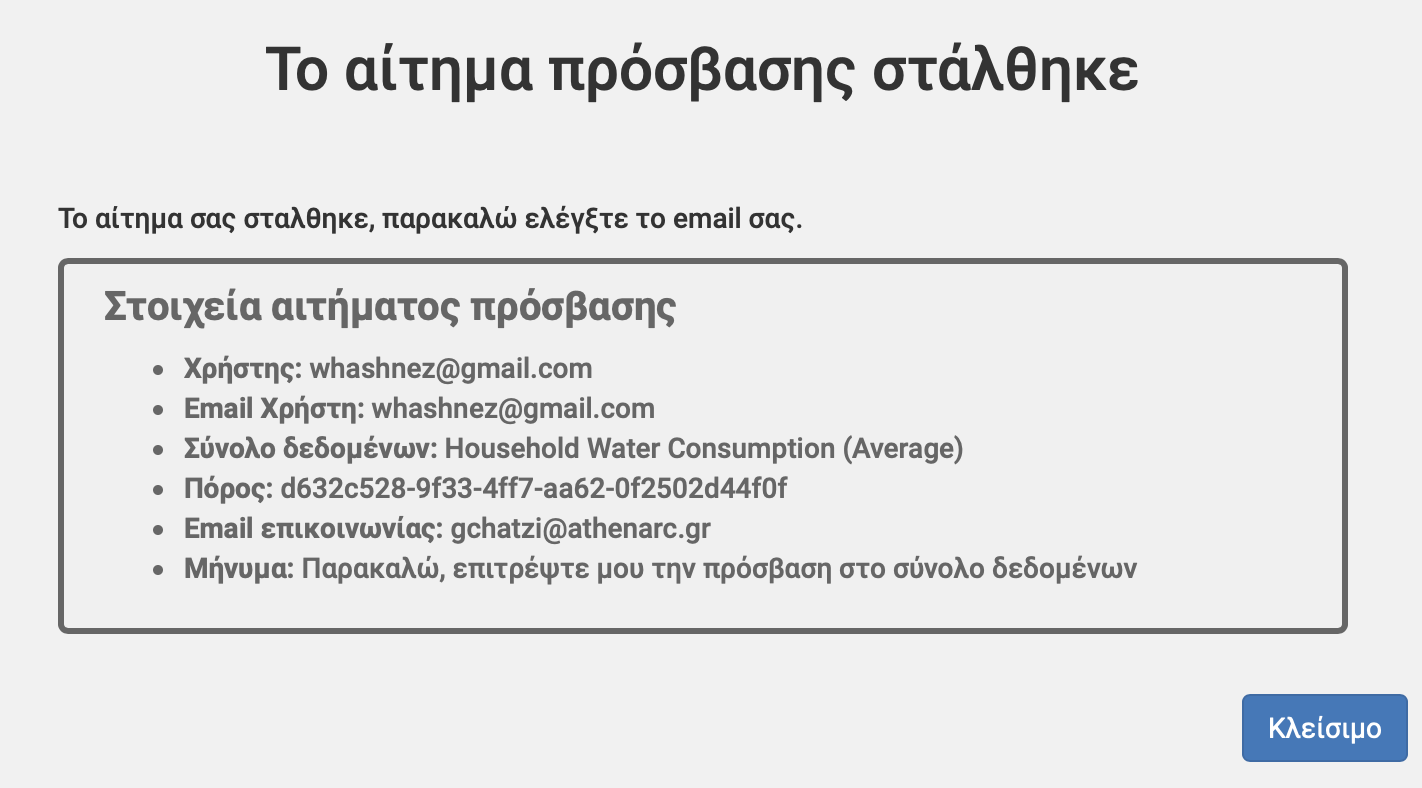 Το αίτημα πρόσβασης στάλθηκε
Το αίτημα σας σταλθηκε, παρακαλώ ελέγξτε το email σας.
Στοιχεία αιτήματος πρόσβασης
Χρήστης: whashnez@gmail.com
Email Χρήστη: whashnez@gmail.com
Σύνολο δεδομένων: Household Water Consumption (Average)
Πόρος: d632c528-9f33-4ff7-aa62-0f2502d44f0f
Email επικοινωνίας: gchatzi@athenarc.gr
Μήνυμα: Παρακαλώ, επιτρέψτε μου την πρόσβαση στο σύνολο δεδομένων
Κλείσιμο